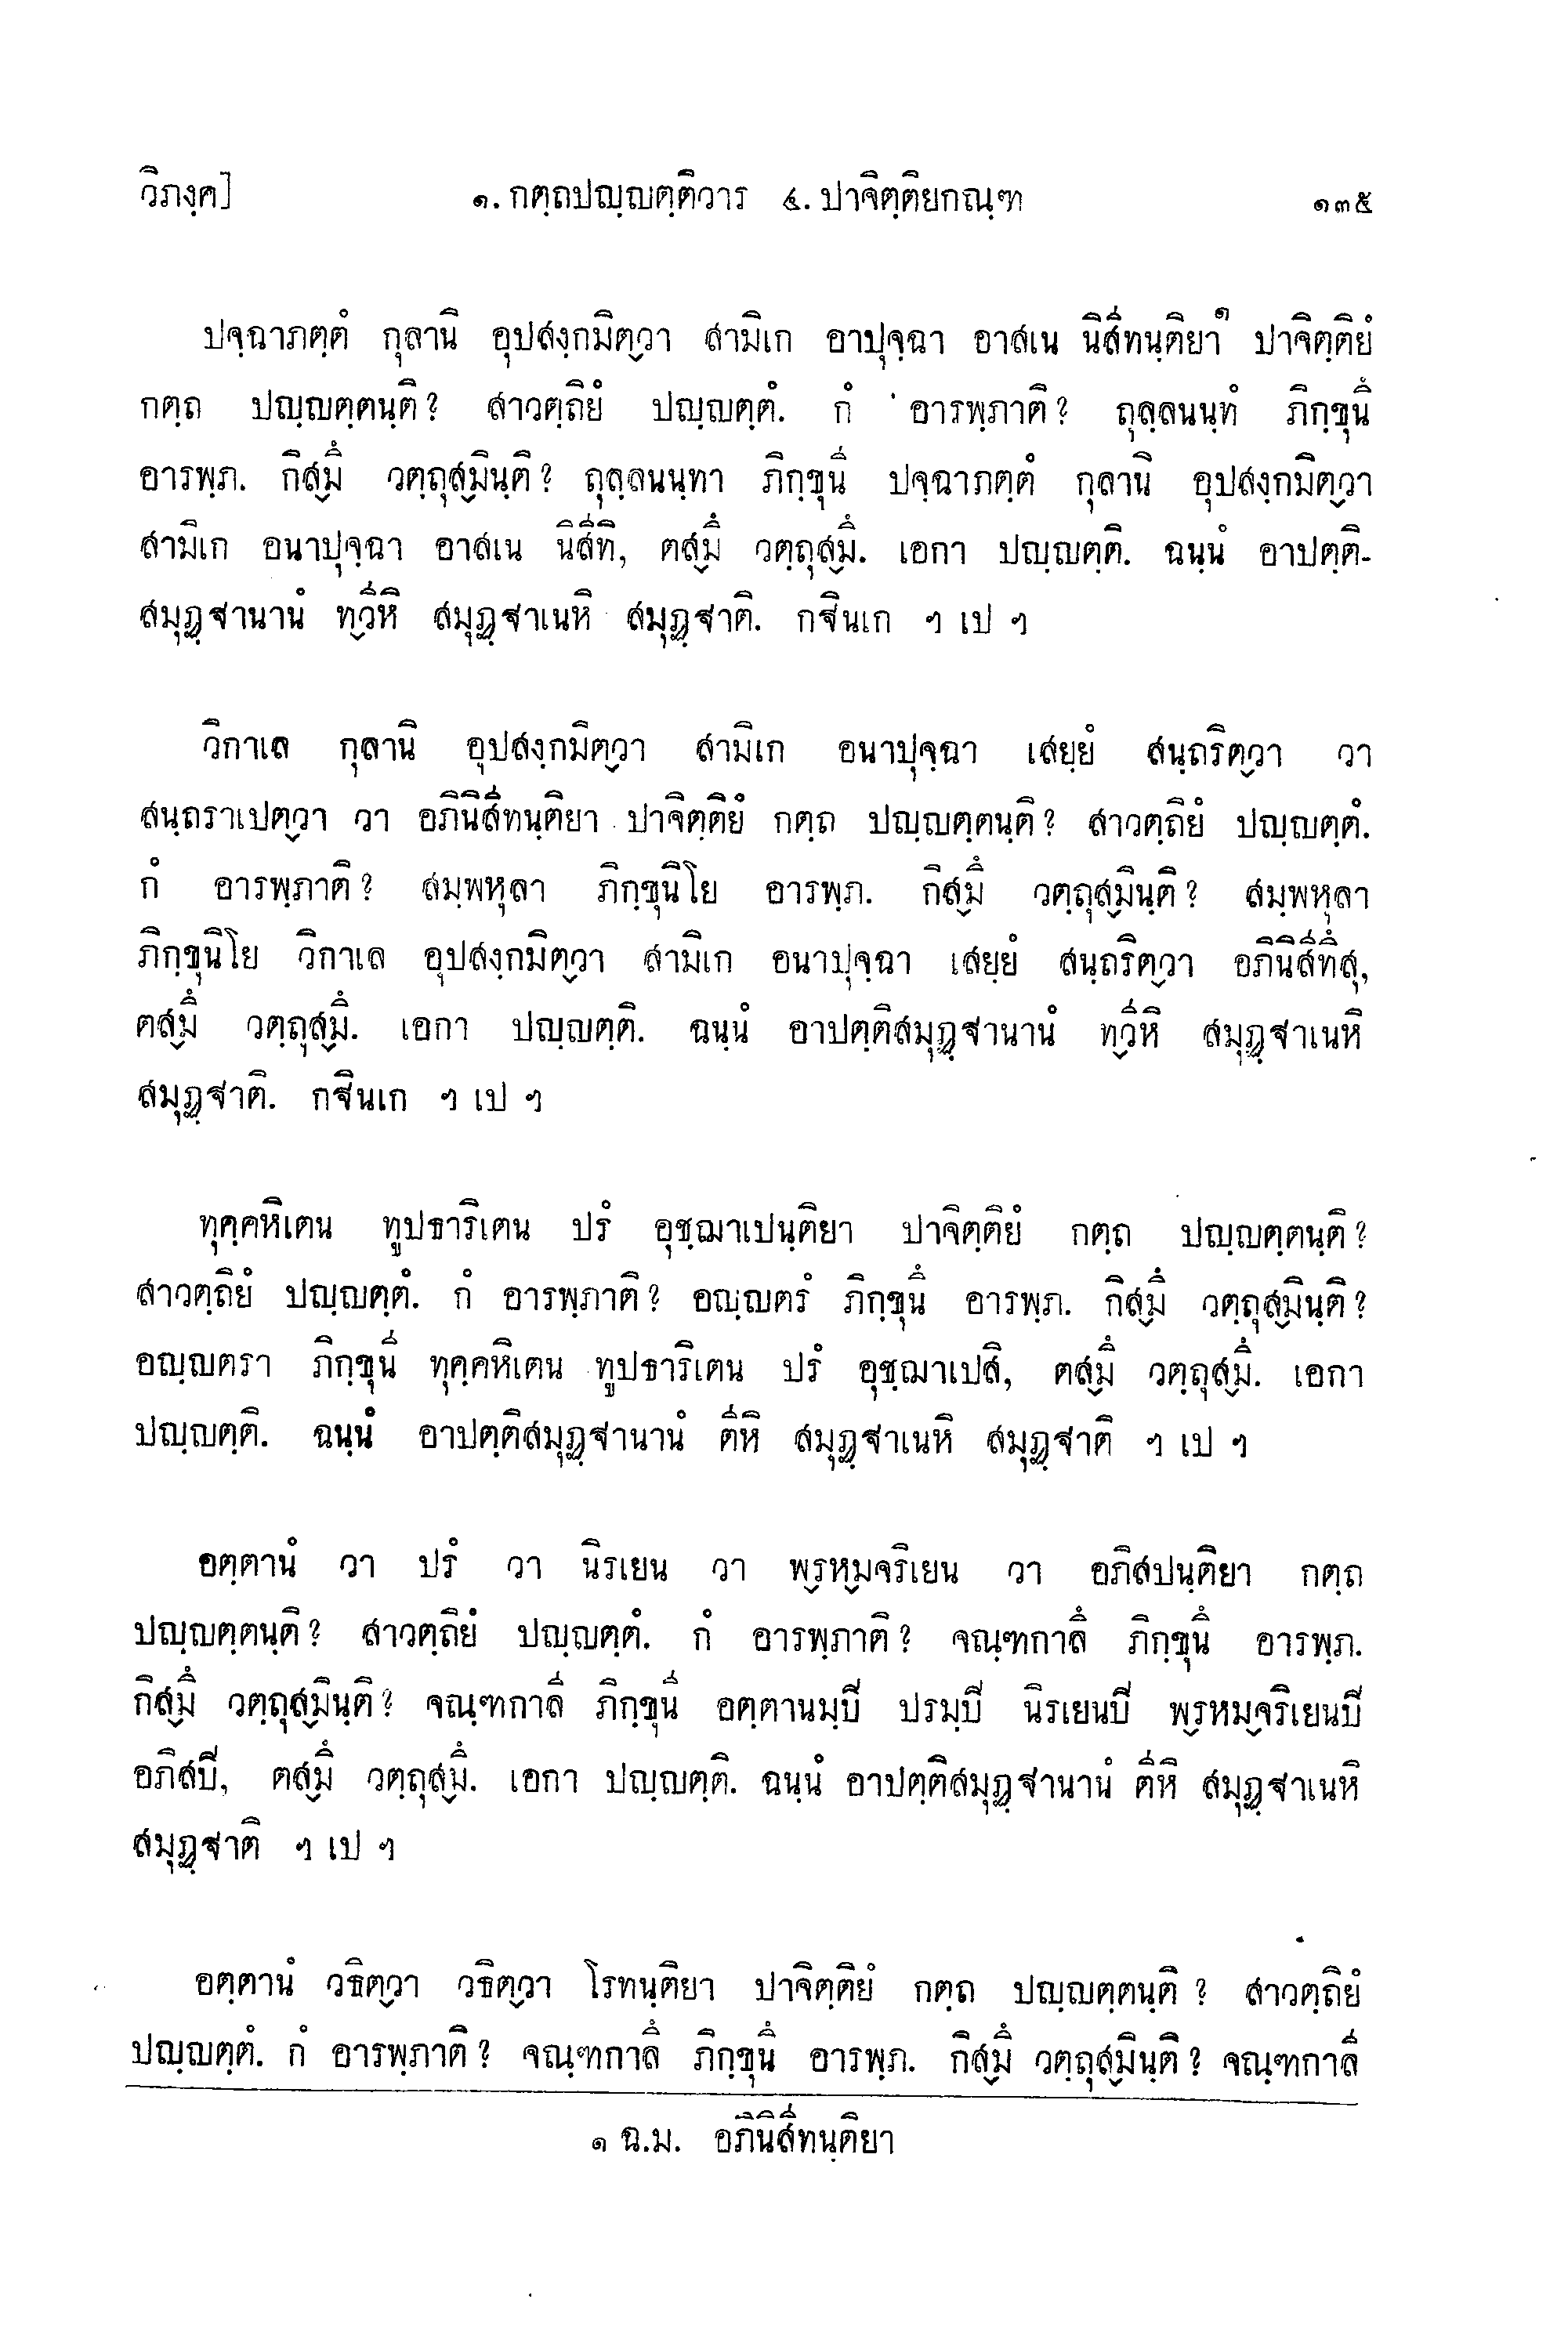 วิภงฺค]	๑. กตฺถปญฺญตฺติวาร ๔. ปาจิตฺติยกณฺฑ	๑๓๕
ปจฺฉาภตฺตํ กุลานิ อุปสงฺกมิตฺวา สามิเก อาปุจฺฉา อาสเน นิสีทนฺติยา๑ ปาจิตฺติยํ
กตฺถ ปญฺญตฺตนฺติ? สาวตฺถิยํ ปญฺญตฺตํ. กํ อารพฺภาติ? ถุลฺลนนฺทํ ภิกฺขุนึ
อารพฺภ. กิสฺมึ วตฺถุสฺมินฺติ? ถุลฺลนนฺทา ภิกฺขุนี ปจฺฉาภตฺตํ กุลานิ อุปสงฺกมิตฺวา
สามิเก อนาปุจฺฉา อาสเน นิสีทิ, ตสฺมึ วตฺถุสฺมึ. เอกา ปญฺญตฺติ. ฉนฺนํ อาปตฺติ-
สมุฏฺฐานานํ ทฺวีหิ สมุฏฺฐาเนหิ สมุฏฺฐาติ. กฐินเก ฯ เป ฯ
วิกาเล กุลานิ อุปสงฺกมิตฺวา สามิเก อนาปุจฺฉา เสยฺยํ สนฺถริตฺวา วา
สนฺถราเปตฺวา วา อภินิสีทนฺติยา ปาจิตฺติยํ กตฺถ ปญฺญตฺตนฺติ? สาวตฺถิยํ ปญฺญตฺตํ.
กํ อารพฺภาติ? สมฺพหุลา ภิกฺขุนิโย อารพฺภ. กิสฺมึ วตฺถุสฺมินฺติ? สมฺพหุลา
ภิกฺขุนิโย วิกาเล อุปสงฺกมิตฺวา สามิเก อนาปุจฺฉา เสยฺยํ สนฺถริตฺวา อภินิสีทึสุ,
ตสฺมึ วตฺถุสฺมึ. เอกา ปญฺญตฺติ. ฉนฺนํ อาปตฺติสมุฏฺฐานานํ ทฺวีหิ สมุฏฺฐาเนหิ
สมุฏฺฐาติ. กฐินเก ฯ เป ฯ
ทุคฺคหิเตน ทูปธาริเตน ปรํ อุชฺฌาเปนฺติยา ปาจิตฺติยํ กตฺถ ปญฺญตฺตนฺติ?
สาวตฺถิยํ ปญฺญตฺตํ. กํ อารพฺภาติ? อญฺญตรํ ภิกฺขุนึ อารพฺภ. กิสฺมึ วตฺถุสฺมินฺติ?
อญฺญตรา ภิกฺขุนี ทุคฺคหิเตน ทูปธาริเตน ปรํ อุชฺฌาเปสิ, ตสฺมึ วตฺถุสฺมึ. เอกา
ปญฺญตฺติ. ฉนฺนํ อาปตฺติสมุฏฺฐานานํ ตีหิ สมุฏฺฐาเนหิ สมุฏฺฐาติ ฯ เป ฯ
อตฺตานํ วา ปรํ วา นิรเยน วา พฺรหฺมจริเยน วา อภิสปนฺติยา กตฺถ
ปญฺญตฺตนฺติ? สาวตฺถิยํ ปญฺญตฺตํ. กํ อารพฺภาติ? จณฺฑกาลึ ภิกฺขุนึ อารพฺภ.
กิสฺมึ วตฺถุสฺมินฺติ? จณฺฑกาลี ภิกฺขุนี อตฺตานมฺปิ ปรมฺปิ นิรเยนปิ พฺรหมฺจริเยนปิ
อภิสปิ, ตสฺมึ วตฺถุสฺมึ. เอกา ปญฺญตฺติ. ฉนฺนํ อาปตฺติสมุฏฺฐานานํ ตีหิ สมุฏฺฐาเนหิ
สมุฏฺฐาติ ฯ เป ฯ
อตฺตานํ วธิตฺวา วธิตฺวา โรทนฺติยา ปาจิตฺติยํ กตฺถ ปญฺญตฺตนฺติ ? สาวตฺถิยํ
ปญฺญตฺตํ. กํ อารพฺภาติ? จณฺฑกาลึ ภิกฺขุนึ อารพฺภ. กิสฺมึ วตฺถุสฺมินฺติ? จณฺฑกาลี
๑ ฉ.ม. อภินิสีทนฺติยา